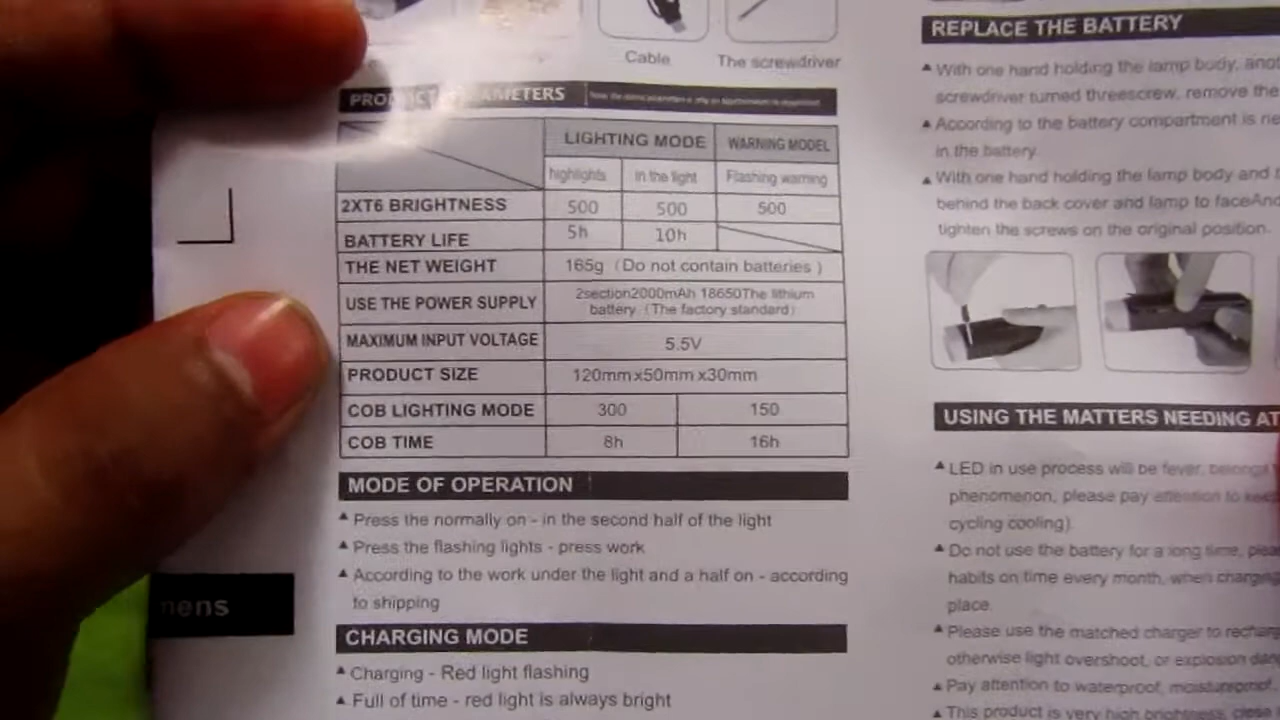 Cable
The screwdriver
PRODUCT PARAMETERS
LIGHTING MODE
WARNING MODEL
highlights
in the light
Flashing warning
2XT6 BRIGHTNESS
500
500
500
BATTERY LIFE
5h
10h
THE NET WEIGHT
165g (Do not contain batteries )
USE THE POWER SUPPLY
2section2000mAh 18650The lithium
battery (The factory standard)
MAXIMUM INPUT VOLTAGE
5.5V
PRODUCT SIZE
120mmx50mmx30mm
COB LIGHTING MODE
300
150
COB TIME
8h
16h
MODE OF OPERATION
▲ Press the normally on - in the second half of the light
▲ Press the flashing lights - press work
▲ According to the work under the light and a half on - according
to shipping
CHARGING MODE
▲ Charging - Red light flashing
▲ Full of time - red light is always bright
nens
REPLACE THE BATTERY
▲ With one hand holding the lamp body,
screwdriver turned threescrew, remove the
▲ According to the battery compartment is
in the battery.
▲ With one hand holding the lamp body and
behind the back cover and lamp to faceAnd
tighten the screws on the original position.
USING THE MATTERS NEEDING AT
▲ LED in use process will be fever,
phenomenon, please pay attention to
cycling cooling).
▲ Do not use the battery for a long time,
habits on time every month, when charging
place.
▲ Please use the matched charger to
otherwise light overshoot, or explosion
▲ Pay attention to waterproof, moistureproof,
▲ This product is very high brightness,